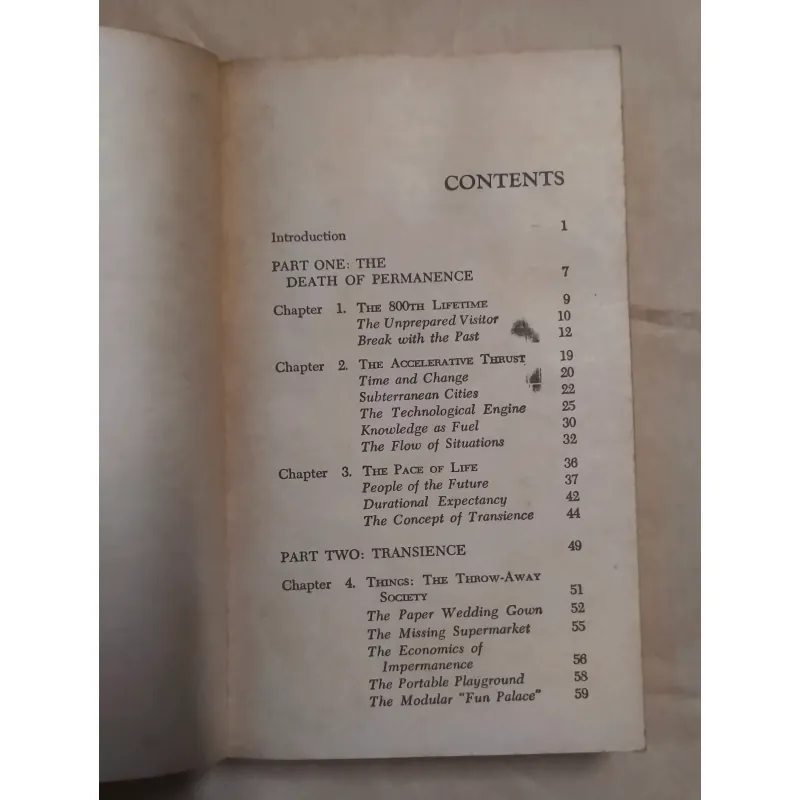 CONTENTS
Introduction 1
PART ONE: THE
DEATH OF PERMANENCE 7
Chapter 1. THE 800TH LIFETIME 9
The Unprepared Visitor 10
Break with the Past 12
Chapter 2. THE ACCELERATIVE THRUST 19
Time and Change 20
Subterranean Cities 22
The Technological Engine 25
Knowledge as Fuel 30
The Flow of Situations 32
Chapter 3. THE PACE OF LIFE 36
People of the Future 37
Durational Expectancy 42
The Concept of Transience 44
PART TWO: TRANSIENCE 49
Chapter 4. THINGS: THE THROW-AWAY
SOCIETY 51
The Paper Wedding Gown 52
The Missing Supermarket 55
The Economics of
Impermanence 56
The Portable Playground 58
The Modular "Fun Palace" 59